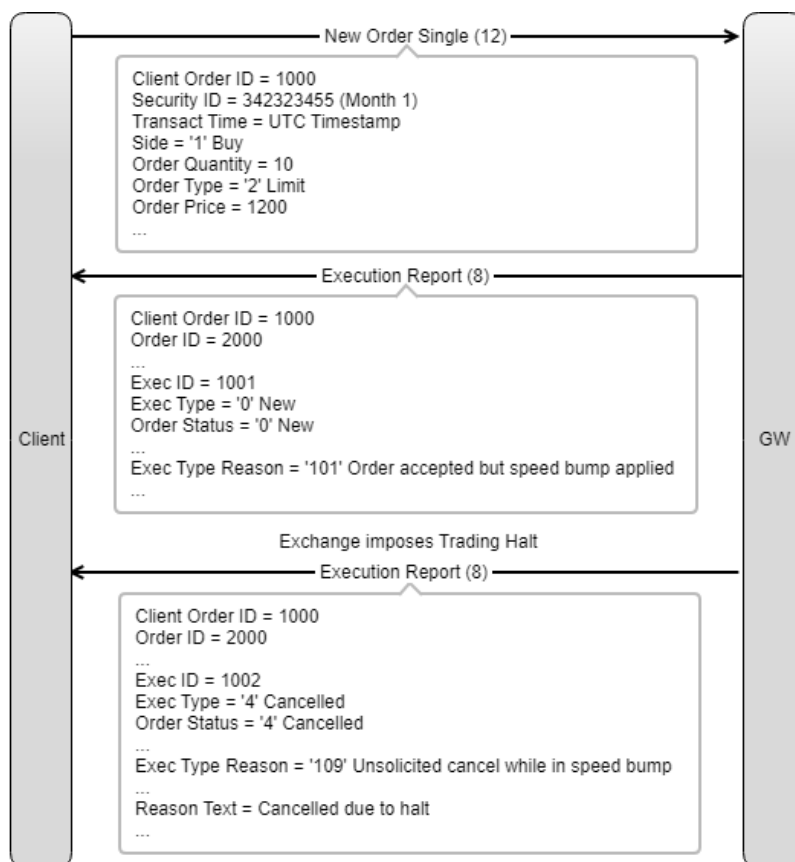 New Order Single (12)
Client Order ID = 1000
Security ID = 342323455 (Month 1)
Transact Time = UTC Timestamp
Side = '1' Buy
Order Quantity = 10
Order Type = '2' Limit
Order Price = 1200
...
Execution Report (8)
Client Order ID = 1000
Order ID = 2000
...
Exec ID = 1001
Exec Type = '0' New
Order Status = '0' New
...
Exec Type Reason = '101' Order accepted but speed bump applied
...
Client
GW
Exchange imposes Trading Halt
Execution Report (8)
Client Order ID = 1000
Order ID = 2000
...
Exec ID = 1002
Exec Type = '4' Cancelled
Order Status = '4' Cancelled
...
Exec Type Reason = '109' Unsolicited cancel while in speed bump
...
Reason Text = Cancelled due to halt
...